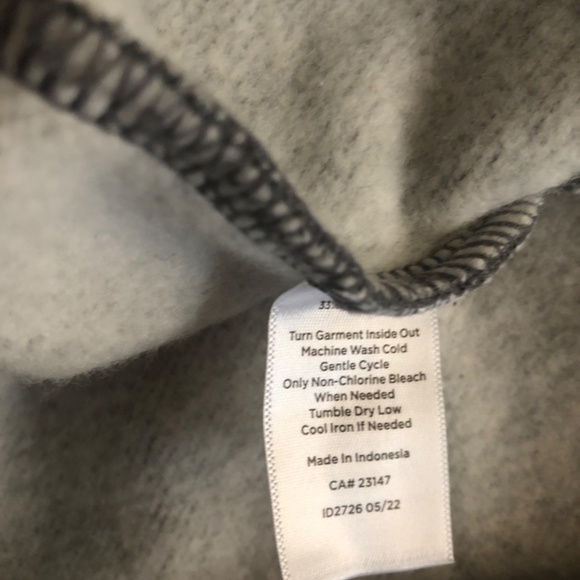 33
Turn Garment Inside Out
Machine Wash Cold
Gentle Cycle
Only Non-Chlorine Bleach
When Needed
Tumble Dry Low
Cool Iron If Needed
Made In Indonesia
CA# 23147
ID2726 05/22